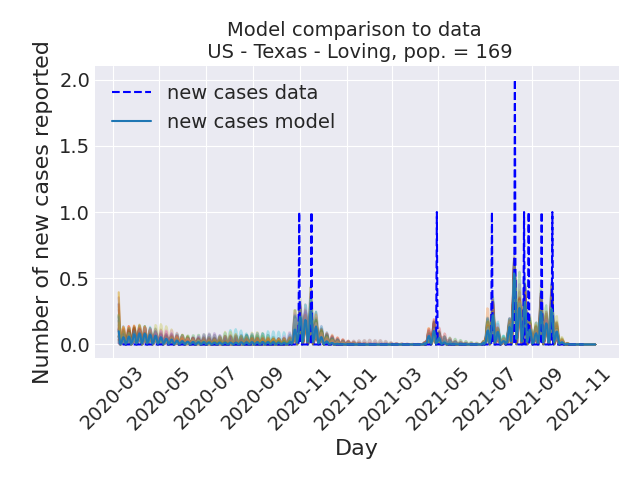 Model comparison to data
US - Texas - Loving, pop. = 169
Number of new cases reported
2.0
1.5
1.0
0.5
0.0
new cases data
new cases model
2020-03
2020-05
2020-07
2020-09
2020-11
2021-01
2021-03
2021-05
2021-07
2021-09
2021-11
Day